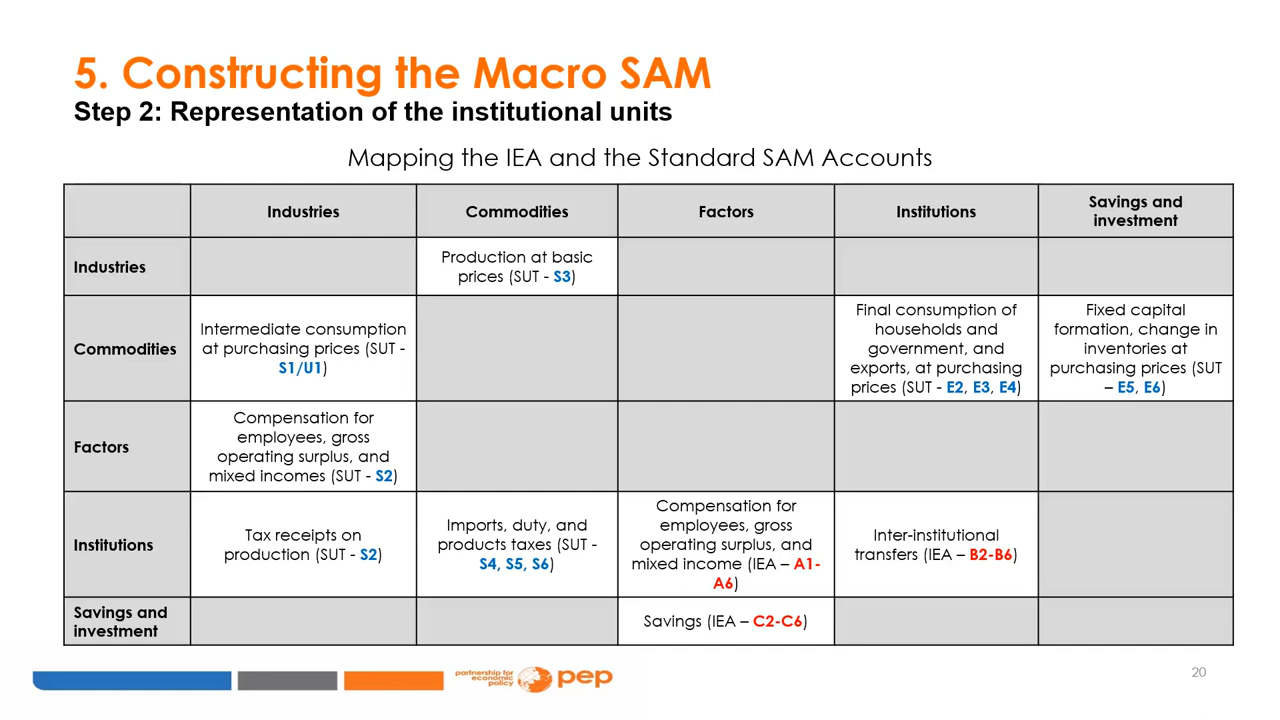 5. Constructing the Macro SAM
Step 2: Representation of the institutional units
Mapping the IEA and the Standard SAM Accounts
Industries
Commodities
Factors
Institutions
Savings and
investment
Industries
Production at basic
prices (SUT - S3)
Commodities
Intermediate consumption
at purchasing prices (SUT -
S1/U1)
Final consumption of
households and
government, and
exports, at purchasing
prices (SUT - E2, E3, E4)
Fixed capital
formation, change in
inventories at
purchasing prices (SUT
– E5, E6)
Factors
Compensation for
employees, gross
operating surplus, and
mixed incomes (SUT - S2)
Institutions
Tax receipts on
production (SUT - S2)
Imports, duty, and
products taxes (SUT -
S4, S5, S6)
Compensation for
employees, gross
operating surplus, and
mixed income (IEA – A1-
A6)
Inter-institutional
transfers (IEA – B2-B6)
Savings and
investment
Savings (IEA – C2-C6)
partnership for
economic
policy
pep
20